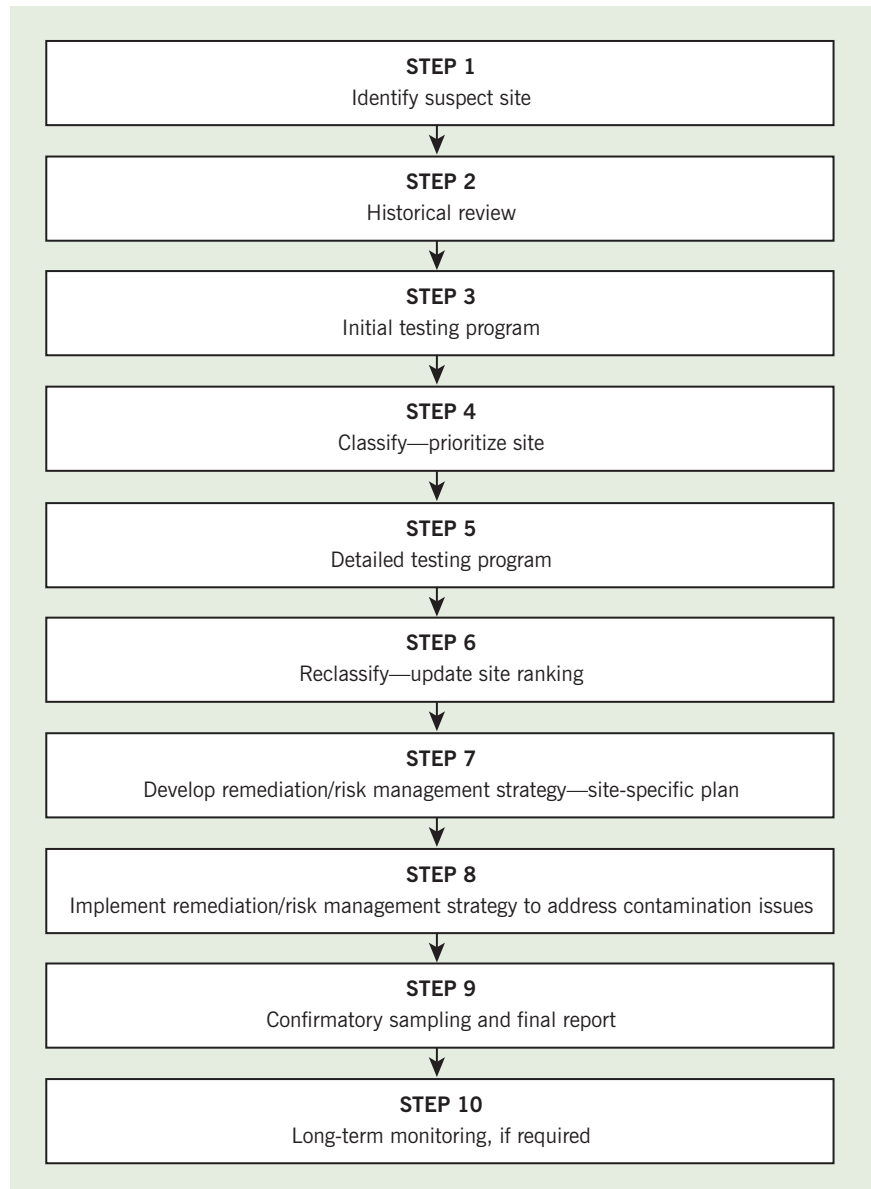 STEP 1
Identify suspect site
STEP 2
Historical review
STEP 3
Initial testing program
STEP 4
Classify—prioritize site
STEP 5
Detailed testing program
STEP 6
Reclassify—update site ranking
STEP 7
Develop remediation/risk management strategy—site-specific plan
STEP 8
Implement remediation/risk management strategy to address contamination issues
STEP 9
Confirmatory sampling and final report
STEP 10
Long-term monitoring, if required